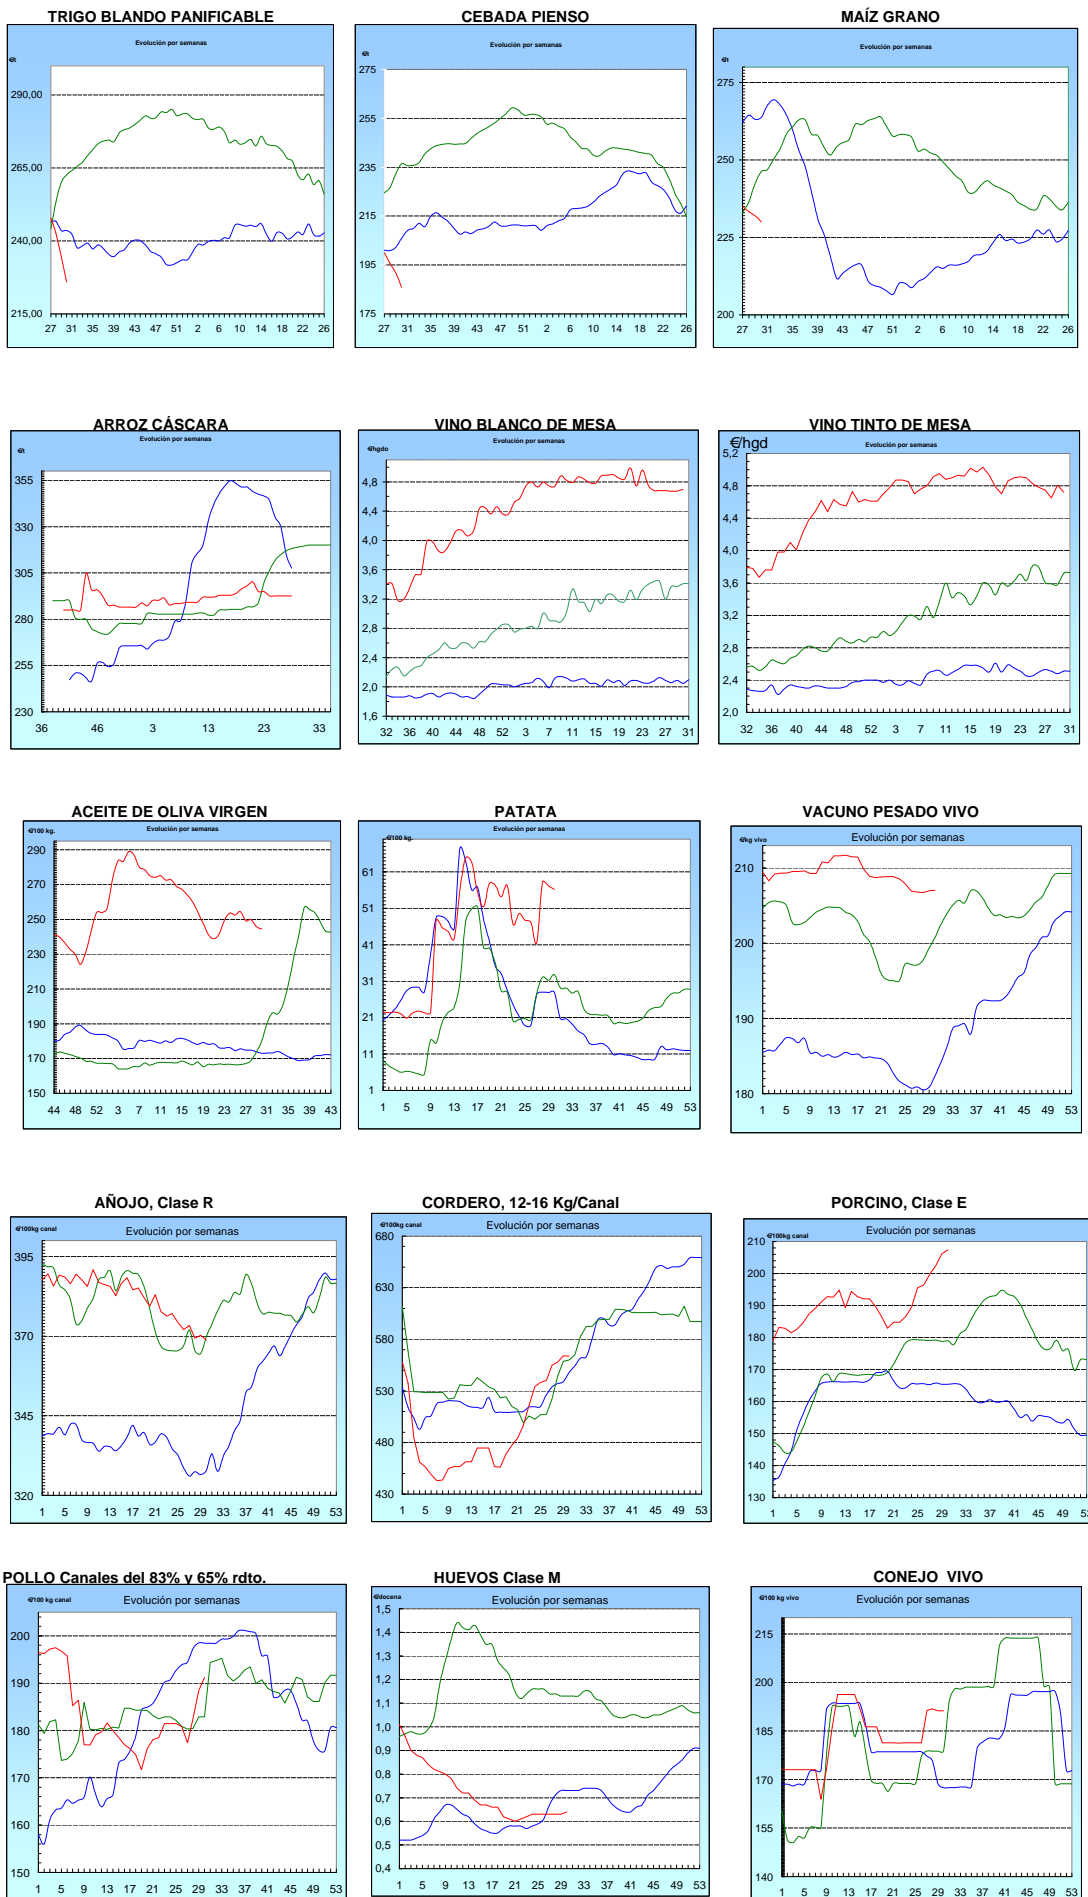 TRIGO BLANDO PANIFICABLE
Evolución por semanas
€/t
290,00
265,00
240,00
215,00
27 31 35 39 43 47 51 2 6 10 14 18 22 26
CEBADA PIENSO
Evolución por semanas
€/t
275
255
235
215
195
175
27 31 35 39 43 47 51 2 6 10 14 18 22 26
MAÍZ GRANO
Evolución por semanas
€/t
275
250
225
200
27 31 35 39 43 47 51 2 6 10 14 18 22 26
ARROZ CÁSCARA
Evolución por semanas
€/t
355
330
305
280
255
230
36 46 3 13 23 33
VINO BLANCO DE MESA
Evolución por semanas
€/hgdo
4,8
4,4
4,0
3,6
3,2
2,8
2,4
2,0
1,6
32 36 40 44 48 52 3 7 11 15 19 23 27 31
VINO TINTO DE MESA
Evolución por semanas
€/hgd
5,2
4,8
4,4
4,0
3,6
3,2
2,8
2,4
2,0
32 36 40 44 48 52 3 7 11 15 19 23 27 31
ACEITE DE OLIVA VIRGEN
Evolución por semanas
€/100 kg.
290
270
250
230
210
190
170
150
44 48 52 3 7 11 15 19 23 27 31 35 39 43
PATATA
Evolución por semanas
€/100 kg.
61
51
41
31
21
11
1
1 5 9 13 17 21 25 29 33 37 41 45 49 53
VACUNO PESADO VIVO
Evolución por semanas
€/kg vivo
210
200
190
180
1 5 9 13 17 21 25 29 33 37 41 45 49 53
AÑOJO, Clase R
€/100kg canal
Evolución por semanas
395
370
345
320
1 5 9 13 17 21 25 29 33 37 41 45 49 53
CORDERO, 12-16 Kg/Canal
€/100kg canal
Evolución por semanas
680
630
580
530
480
430
1 5 9 13 17 21 25 29 33 37 41 45 49 53
PORCINO, Clase E
€/100kg canal
Evolución por semanas
210
200
190
180
170
160
150
140
130
1 5 9 13 17 21 25 29 33 37 41 45 49 53
POLLO Canales del 83% y 65% rdto.
€/100 kg canal
Evolución por semanas
200
190
180
170
160
150
1 5 9 13 17 21 25 29 33 37 41 45 49 53
HUEVOS Clase M
€/docena
Evolución por semanas
1,5
1,4
1,3
1,2
1,1
1,0
0,9
0,8
0,7
0,6
0,5
0,4
1 5 9 13 17 21 25 29 33 37 41 45 49 53
CONEJO VIVO
€/100 kg vivo
Evolución por semanas
215
200
185
170
155
140
1 5 9 13 17 21 25 29 33 37 41 45 49 53